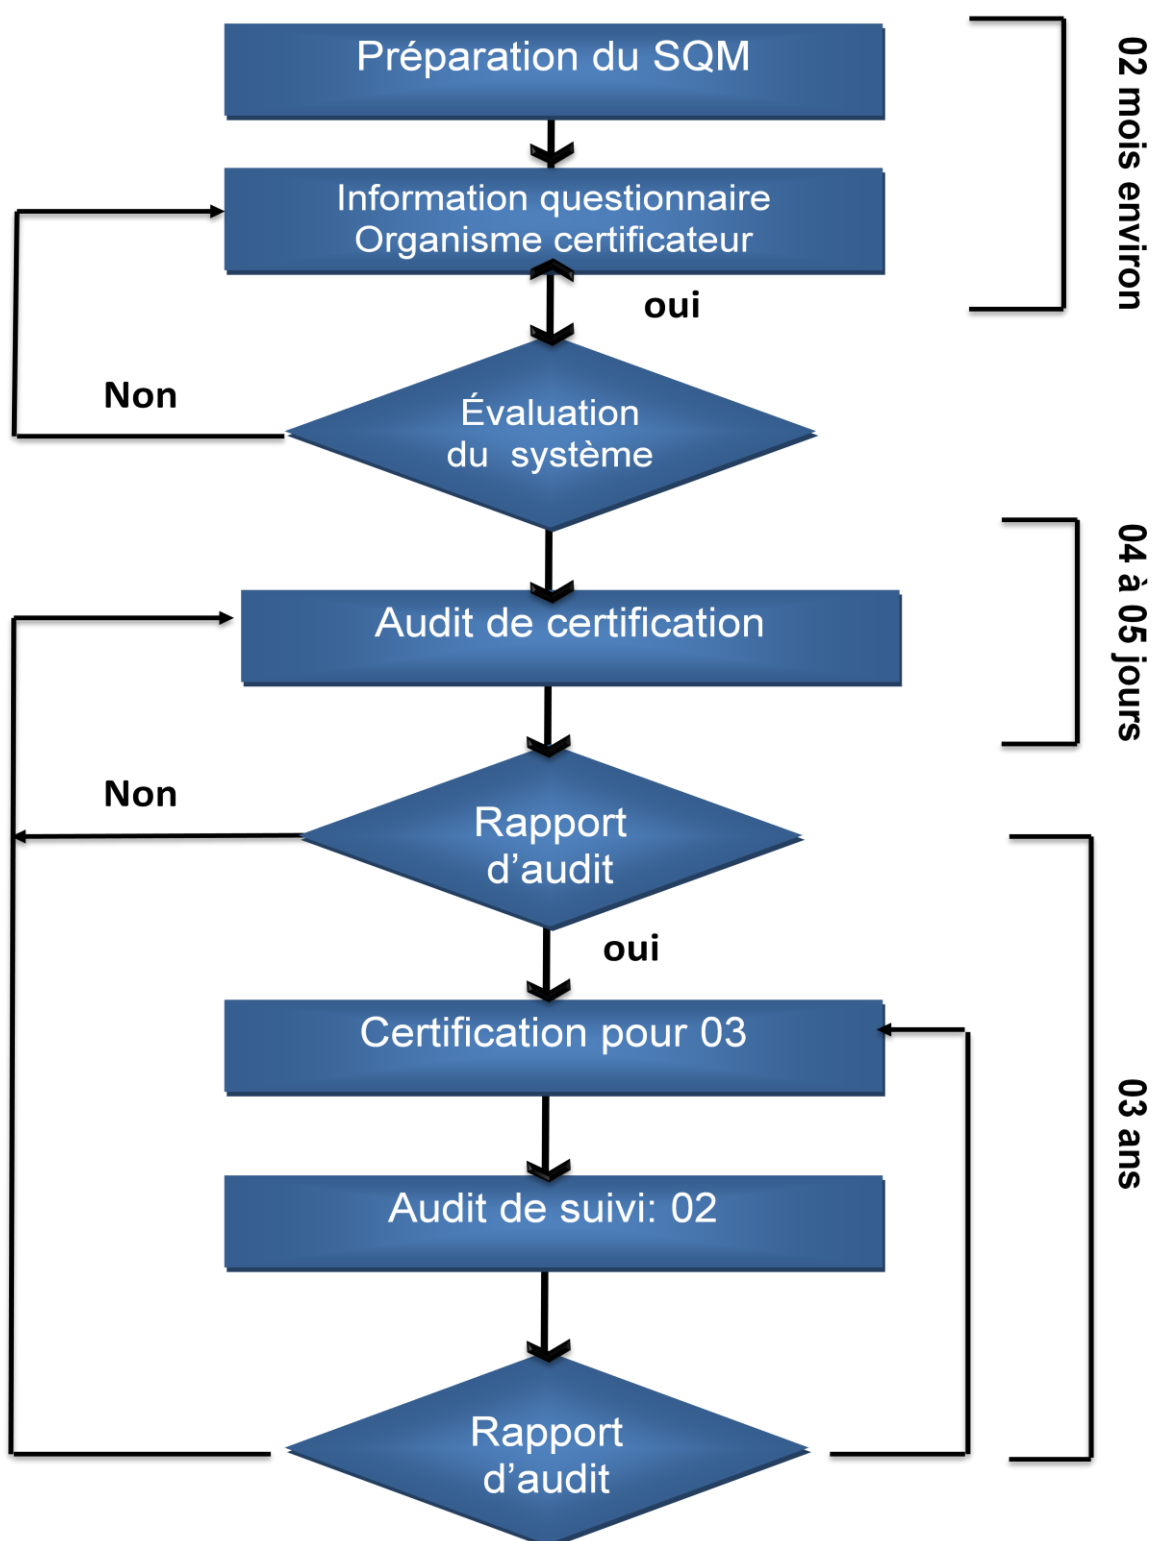 Préparation du SQM
02 mois environ
Information questionnaire
Organisme certificateur
oui
Non
Évaluation
du système
04 à 05 jours
Audit de certification
Non
Rapport
d’audit
oui
Certification pour 03
03 ans
Audit de suivi: 02
Rapport
d’audit